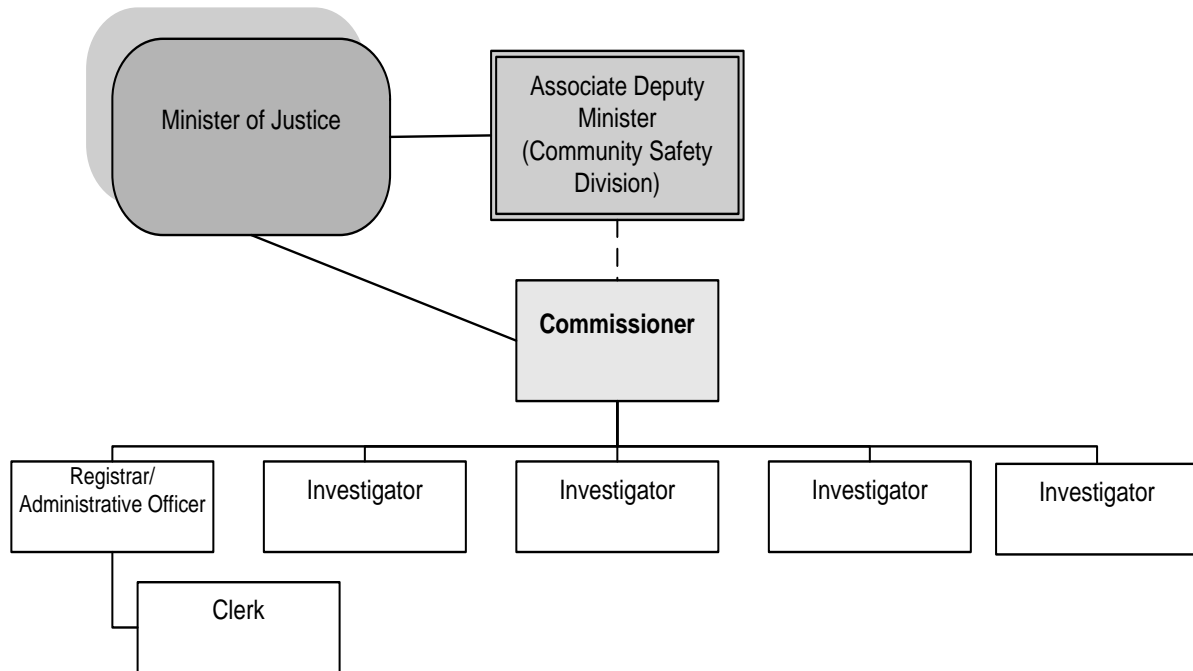 Minister of Justice
Associate Deputy
Minister
(Community Safety
Division)
Commissioner
Registrar/
Administrative Officer
Investigator
Investigator
Investigator
Investigator
Clerk